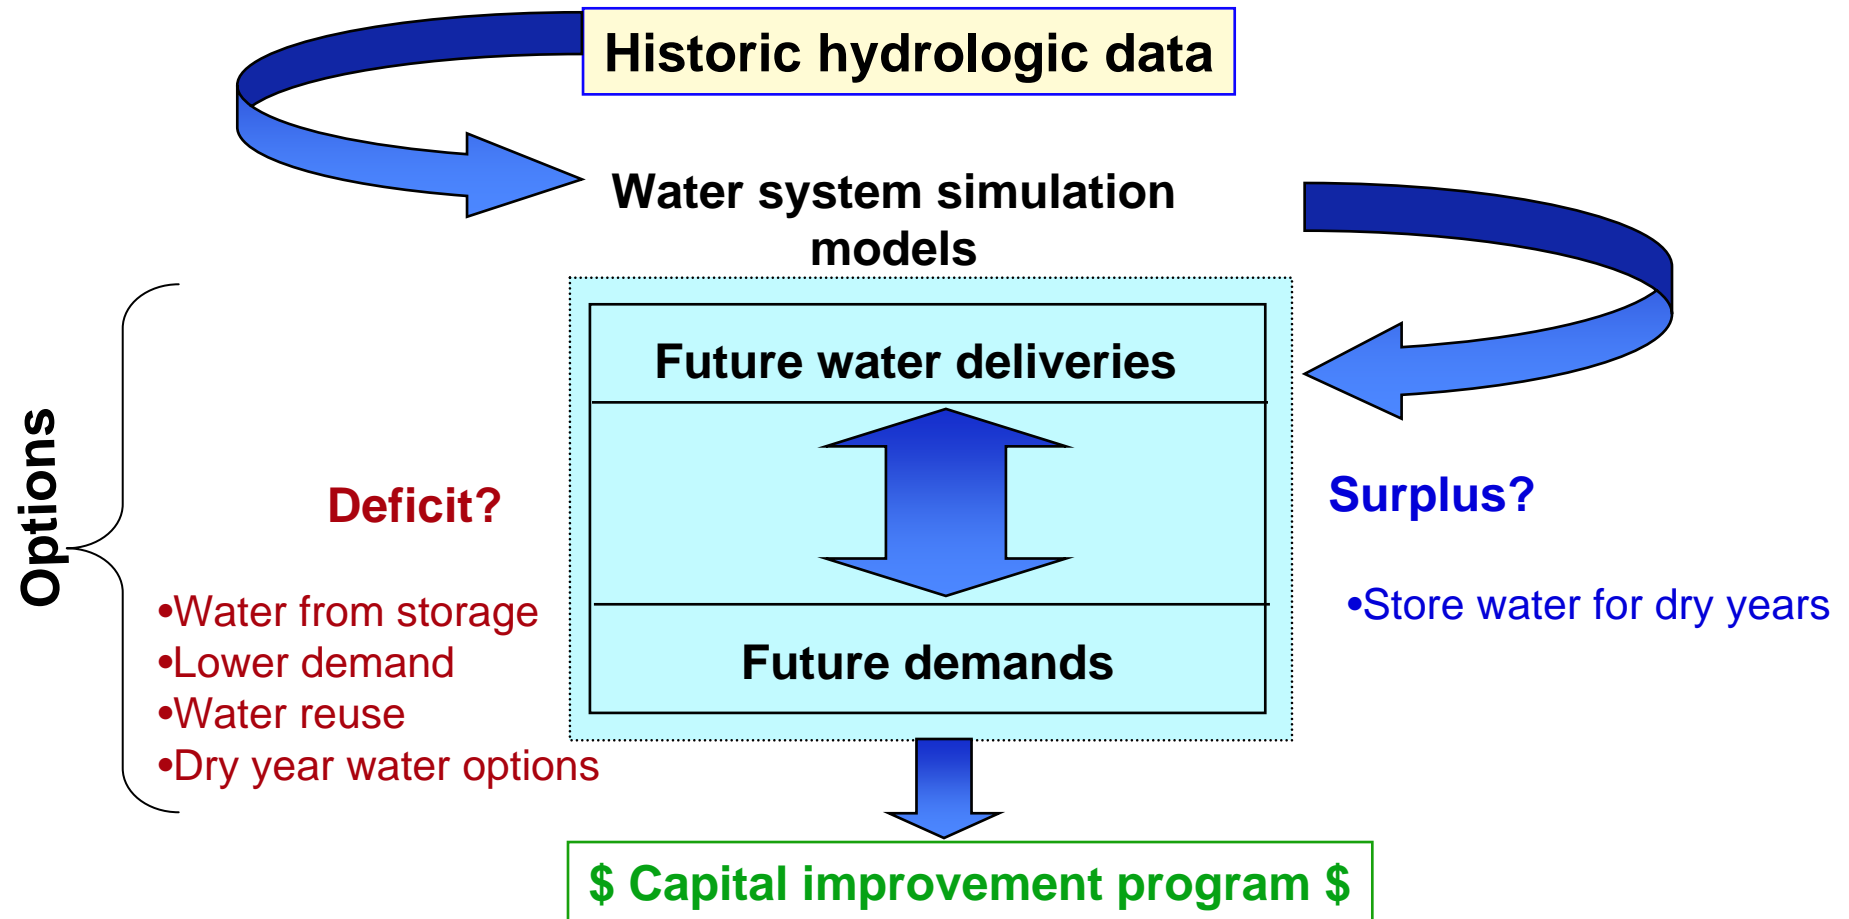 Historic hydrologic data
Water system simulation
models
Future water deliveries
Options
Deficit?
•Water from storage
•Lower demand
•Water reuse
•Dry year water options
Surplus?
•Store water for dry years
Future demands
$ Capital improvement program $